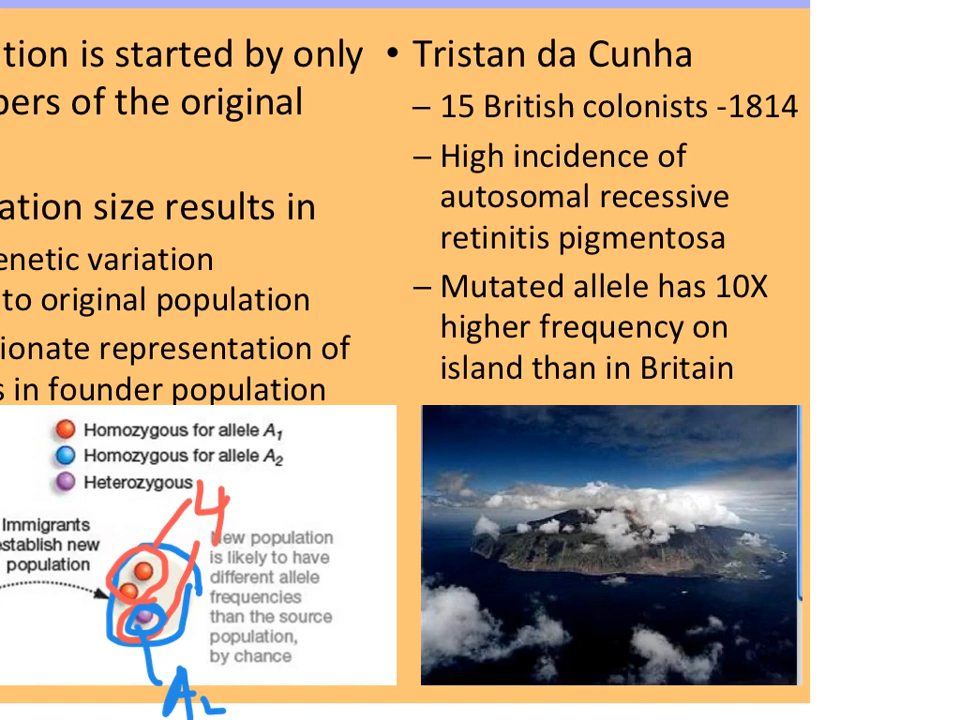 tion is started by only
bers of the original
ation size results in
enetic variation
to original population
ionate representation of
s in founder population
• Tristan da Cunha
– 15 British colonists -1814
– High incidence of
autosomal recessive
retinitis pigmentosa
– Mutated allele has 10X
higher frequency on
island than in Britain
Homozygous for allele A1
Homozygous for allele A2
Heterozygous
4
Immigrants
establish new
population
New population
is likely to have
different allele
frequencies
than the source
population,
by chance
A2